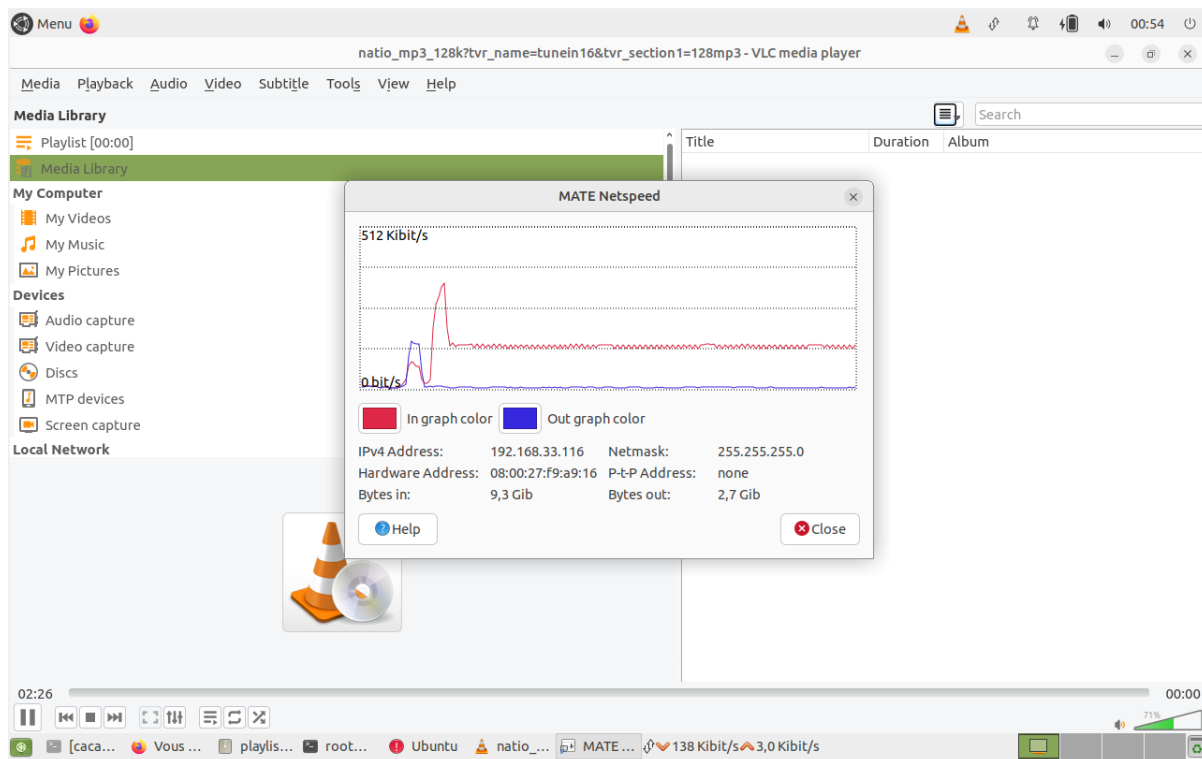 Menu 00:54
natio_mp3_128k?tvr_name=tunein16&tvr_section1=128mp3 - VLC media player
Media Playback Audio Video Subtitle Tools View Help
Media Library Search
Playlist [00:00] Title Duration Album
Media Library
My Computer
MATE Netspeed
My Videos
My Music
My Pictures
Devices
Audio capture
Video capture
Discs
MTP devices
Screen capture
Local Network
512 Kibit/s
0 bit/s
In graph color Out graph color
IPv4 Address: 192.168.33.116 Netmask: 255.255.255.0
Hardware Address: 08:00:27:f9:a9:16 P-t-P Address: none
Bytes in: 9,3 Gib Bytes out: 2,7 Gib
Help Close
02:26 00:00
71%
[caca... Vous ... playlis... root... Ubuntu natio_... MATE ... 138 Kibit/s 3,0 Kibit/s